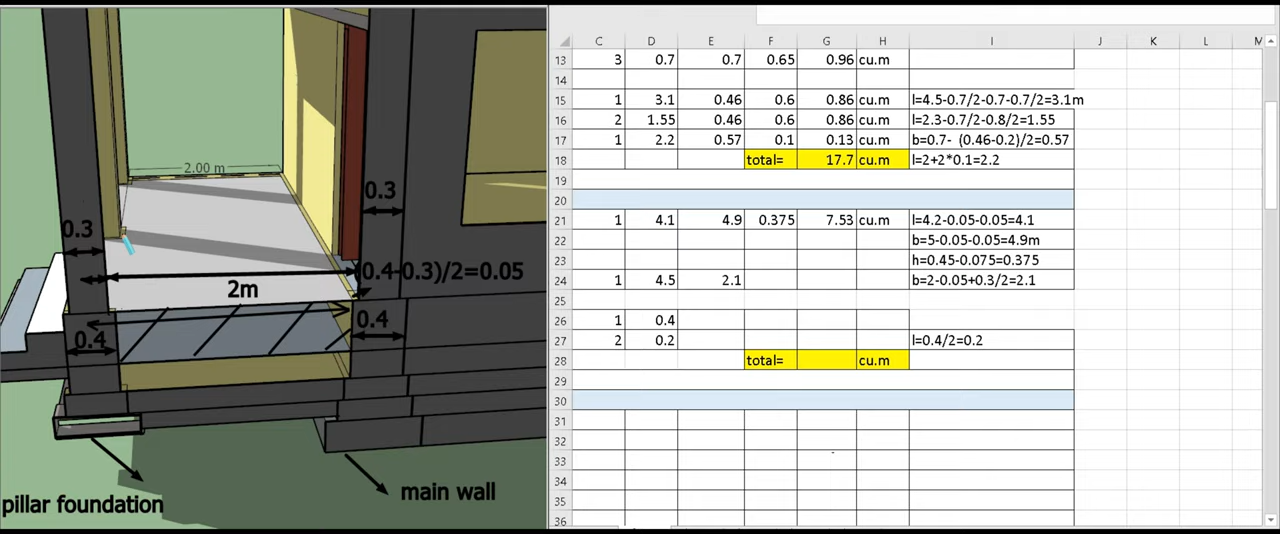 2.00 m
0.3
0.3
(0.4-0.3)/2=0.05
2m
0.4
0.4
main wall
pillar foundation
C D E F G H I J K L M
13 3 0.7 0.7 0.65 0.96 cu.m
14
15 1 3.1 0.46 0.6 0.86 cu.m l=4.5-0.7/2-0.7-0.7/2=3.1m
16 2 1.55 0.46 0.6 0.86 cu.m l=2.3-0.7/2-0.8/2=1.55
17 1 2.2 0.57 0.1 0.13 cu.m b=0.7- (0.46-0.2)/2=0.57
18 total= 17.7 cu.m l=2+2*0.1=2.2
19
20
21 1 4.1 4.9 0.375 7.53 cu.m l=4.2-0.05-0.05=4.1
22 b=5-0.05-0.05=4.9m
23 h=0.45-0.075=0.375
24 1 4.5 2.1 b=2-0.05+0.3/2=2.1
25
26 1 0.4
27 2 0.2 l=0.4/2=0.2
28 total= cu.m
29
30
31
32
33
34
35
36